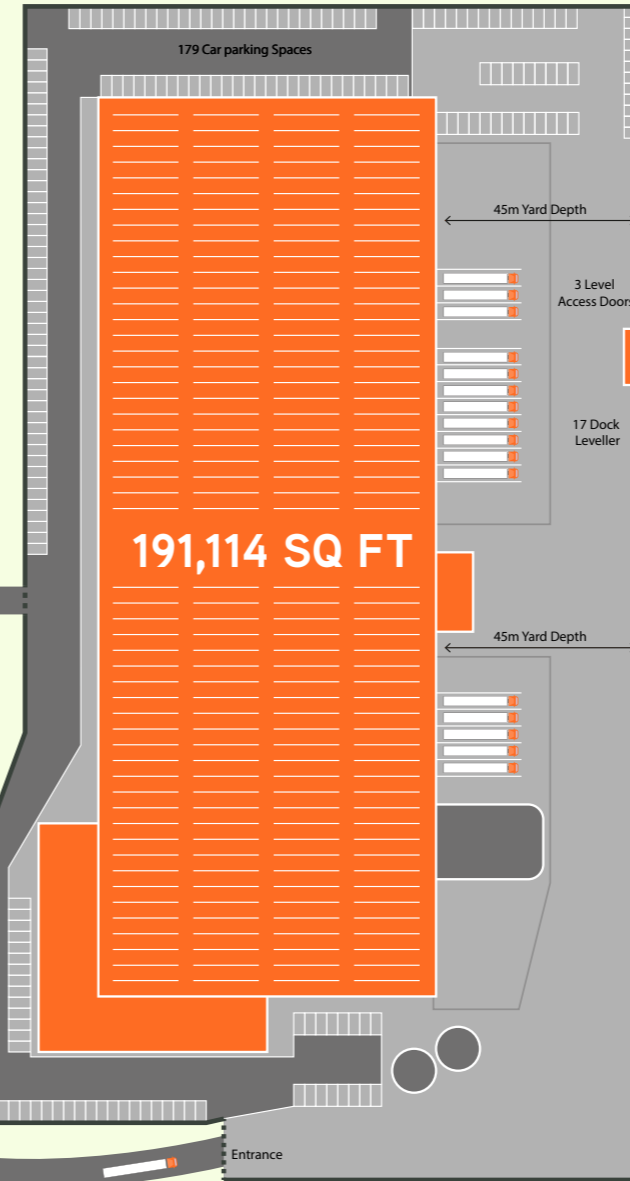 179 Car parking Spaces
45m Yard Depth
3 Level
Access Doors
17 Dock
Leveller
191,114 SQ FT
45m Yard Depth
Entrance